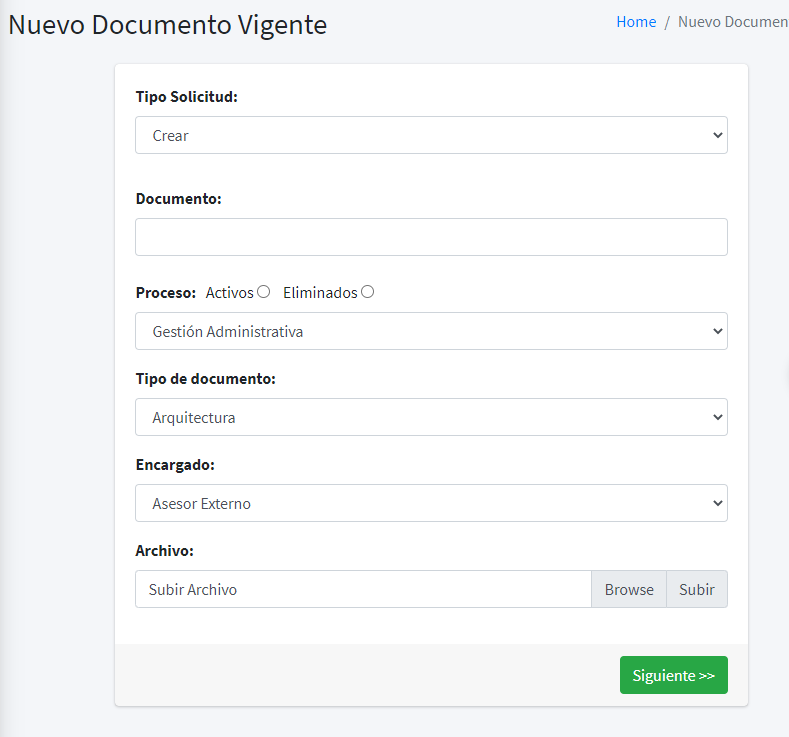 Nuevo Documento Vigente
Home / Nuevo Documen
Tipo Solicitud:
Crear
Documento:
Proceso: Activos Eliminados
Gestión Administrativa
Tipo de documento:
Arquitectura
Encargado:
Asesor Externo
Archivo:
Subir Archivo Browse Subir
Siguiente >>